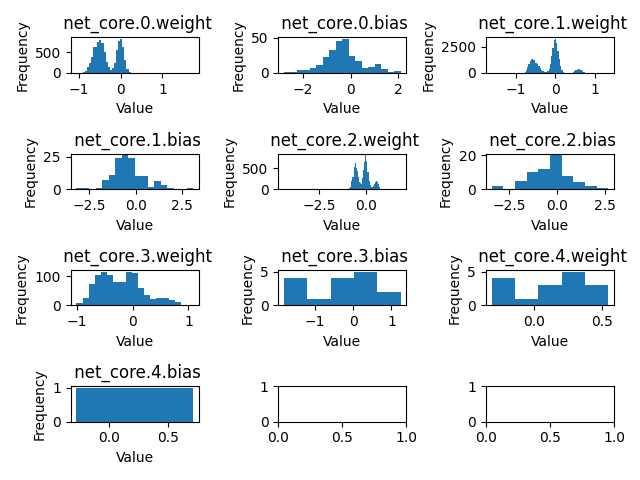 net_core.0.weight
net_core.0.bias
net_core.1.weight
Frequency
500
0
−1
0
1
Value
Frequency
50
0
−2
0
2
Value
Frequency
2500
0
−1
0
1
Value
net_core.1.bias
net_core.2.weight
net_core.2.bias
Frequency
25
0
−2.5
0.0
2.5
Value
Frequency
500
0
−2.5
0.0
Value
Frequency
20
0
−2.5
0.0
2.5
Value
net_core.3.weight
net_core.3.bias
net_core.4.weight
Frequency
100
0
−1
0
1
Value
Frequency
5
0
−1
0
1
Value
Frequency
5
0
0.0
0.5
Value
net_core.4.bias
Frequency
1
0
0.0
0.5
Value
1
0
0.0
0.5
1.0
1
0
0.0
0.5
1.0